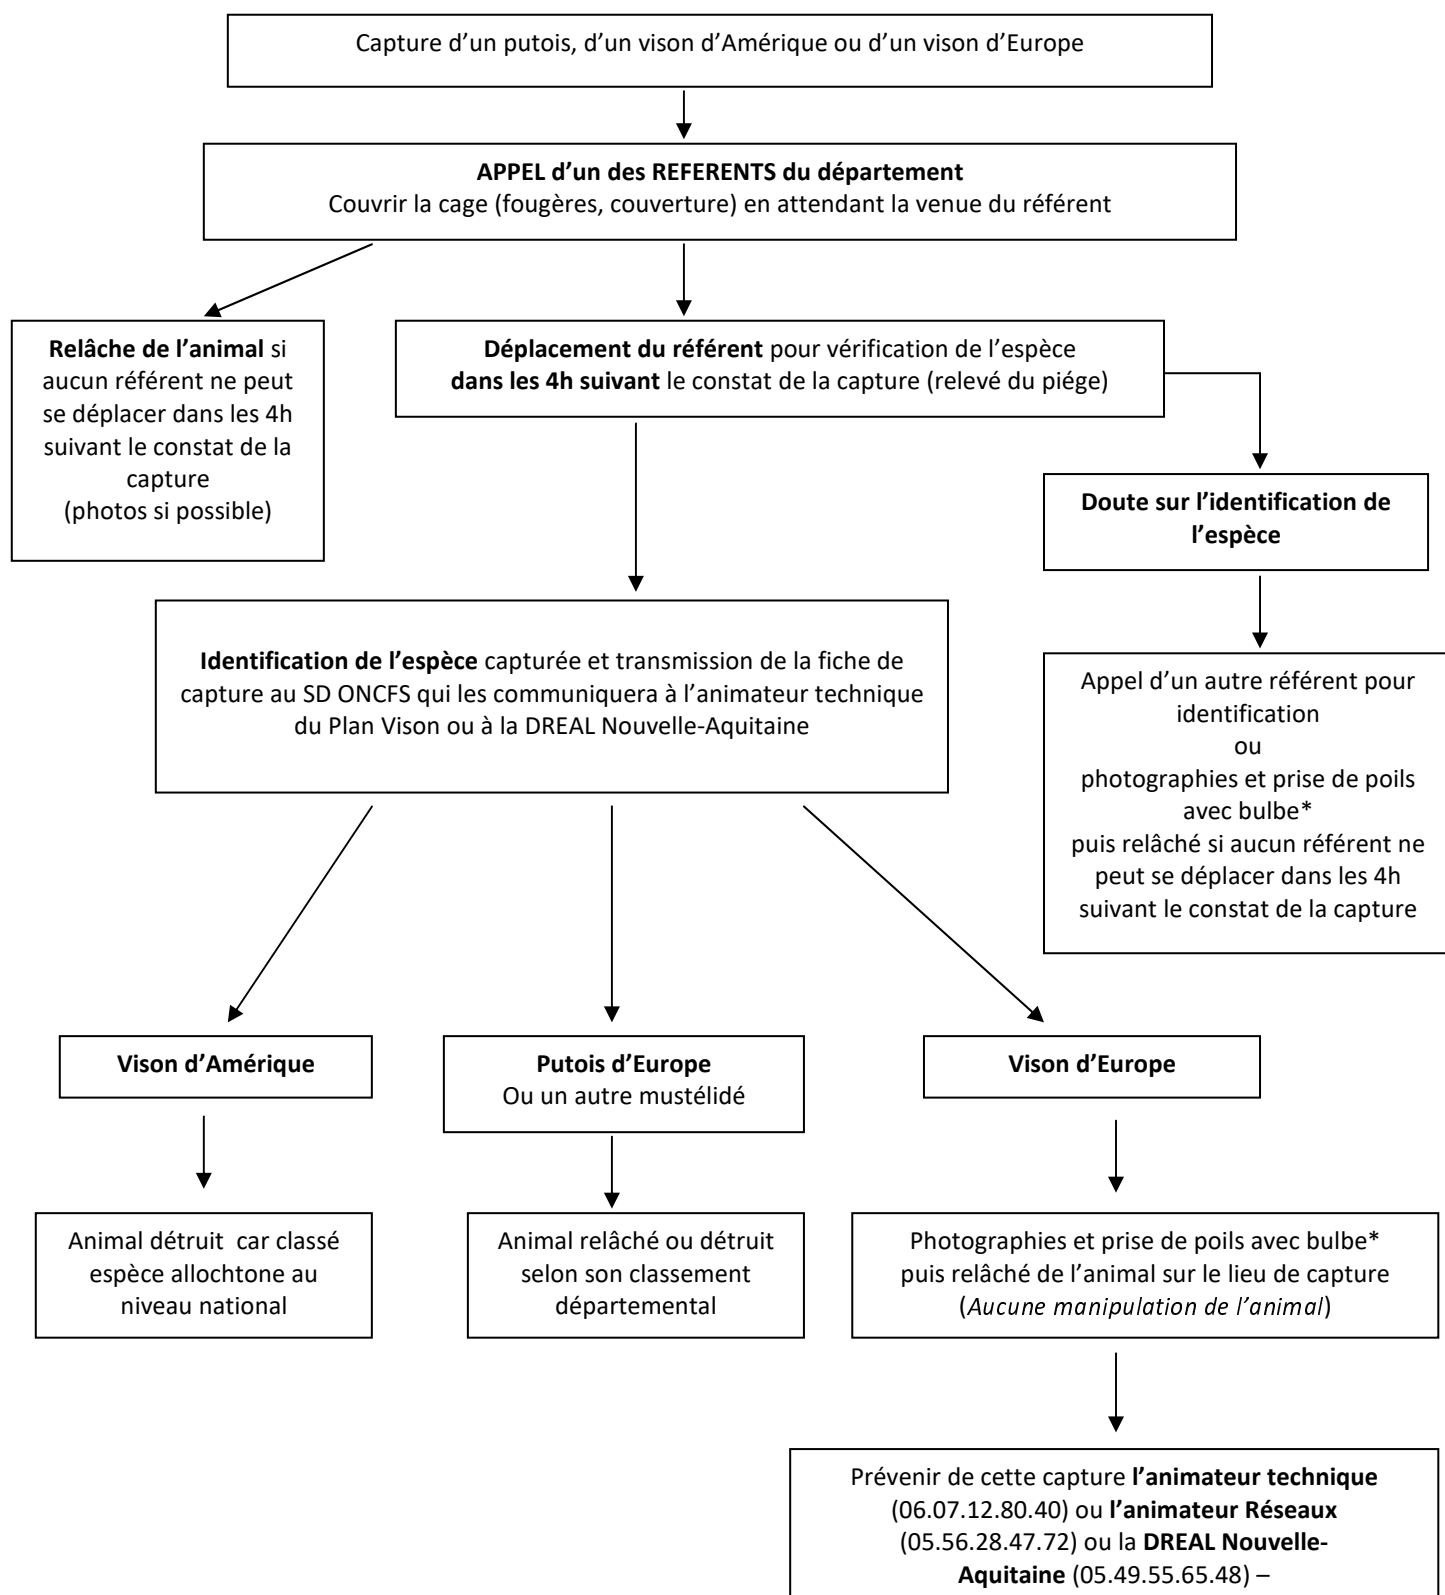 Capture d’un putois, d’un vison d’Amérique ou d’un vison d’Europe
APPEL d’un des REFERENTS du département
Couvrir la cage (fougères, couverture) en attendant la venue du référent
Relâche de l’animal si
aucun référent ne peut
se déplacer dans les 4h
suivant le constat de la
capture
(photos si possible)
Déplacement du référent pour vérification de l’espèce
dans les 4h suivant le constat de la capture (relevé du piége)
Doute sur l’identification de
l’espèce
Identification de l’espèce capturée et transmission de la fiche de
capture au SD ONCFS qui les communiquera à l’animateur technique
du Plan Vison ou à la DREAL Nouvelle-Aquitaine
Appel d’un autre référent pour
identification
ou
photographies et prise de poils
avec bulbe*
puis relâché si aucun référent ne
peut se déplacer dans les 4h
suivant le constat de la capture
Vison d’Amérique
Putois d’Europe
Ou un autre mustélidé
Vison d’Europe
Animal détruit car classé
espèce allochtone au
niveau national
Animal relâché ou détruit
selon son classement
départemental
Photographies et prise de poils avec bulbe*
puis relâché de l’animal sur le lieu de capture
(Aucune manipulation de l’animal)
Prévenir de cette capture l’animateur technique
(06.07.12.80.40) ou l’animateur Réseaux
(05.56.28.47.72) ou la DREAL Nouvelle-
Aquitaine (05.49.55.65.48) –